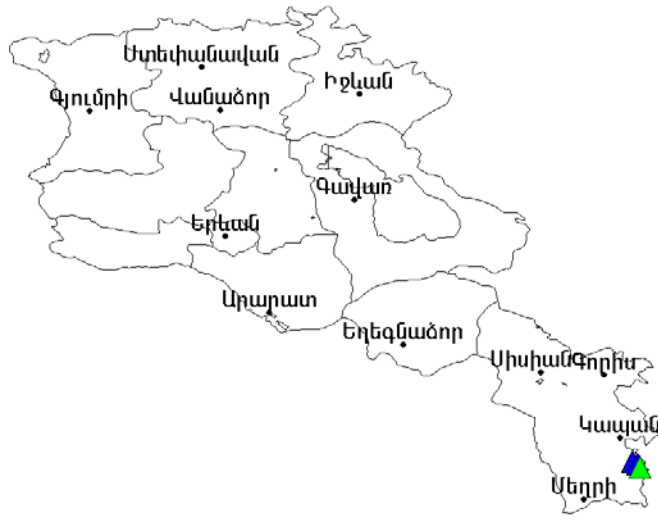 Ստեփանավան
Իջևան
Գյումրի
Վանաձոր
Գավառ
Երևան
Արարատ
Եղեգնաձոր
Սիսիան
Գորիս
Կապան
Մեղրի